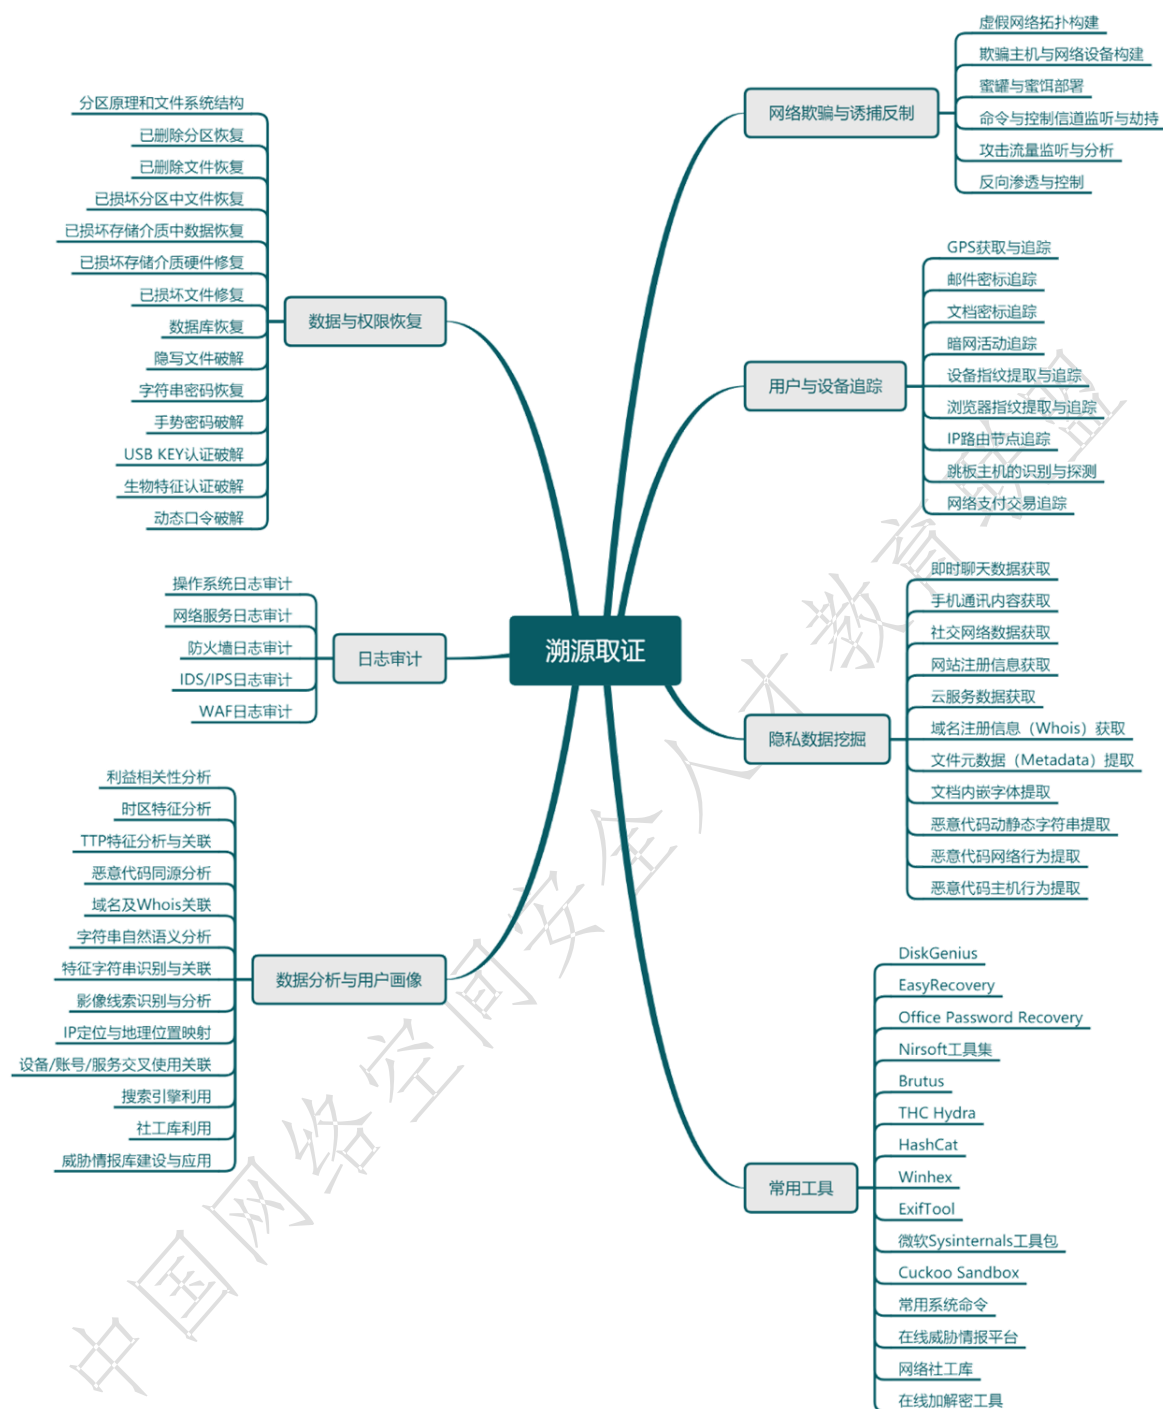 溯源取证
网络欺骗与诱捕反制
虚假网络拓扑构建
欺骗主机与网络设备构建
蜜罐与蜜饵部署
命令与控制信道监听与劫持
攻击流量监听与分析
反向渗透与控制
用户与设备追踪
GPS获取与追踪
邮件密标追踪
文档密标追踪
暗网活动追踪
设备指纹提取与追踪
浏览器指纹提取与追踪
IP路由节点追踪
跳板主机的识别与探测
网络支付交易追踪
隐私数据挖掘
即时聊天数据获取
手机通讯内容获取
社交网络数据获取
网站注册信息获取
云服务数据获取
域名注册信息（Whois）获取
文件元数据（Metadata）提取
文档内嵌字体提取
恶意代码动静态字符串提取
恶意代码网络行为提取
恶意代码主机行为提取
常用工具
DiskGenius
EasyRecovery
Office Password Recovery
Nirsoft工具集
Brutus
THC Hydra
HashCat
Winhex
ExifTool
微软Sysinternals工具包
Cuckoo Sandbox
常用系统命令
在线威胁情报平台
网络社工库
在线加解密工具
数据与权限恢复
分区原理和文件系统结构
已删除分区恢复
已删除文件恢复
已损坏分区中文件恢复
已损坏存储介质中数据恢复
已损坏存储介质硬件修复
已损坏文件修复
数据库恢复
隐写文件破解
字符串密码恢复
手势密码破解
USB KEY认证破解
生物特征认证破解
动态口令破解
日志审计
操作系统日志审计
网络服务日志审计
防火墙日志审计
IDS/IPS日志审计
WAF日志审计
数据分析与用户画像
利益相关性分析
时区特征分析
TTP特征分析与关联
恶意代码同源分析
域名及Whois关联
字符串自然语义分析
特征字符串识别与关联
影像线索识别与分析
IP定位与地理位置映射
设备/账号/服务交叉使用关联
搜索引擎利用
社工库利用
威胁情报库建设与应用
中国网络空间安全人才教育联盟